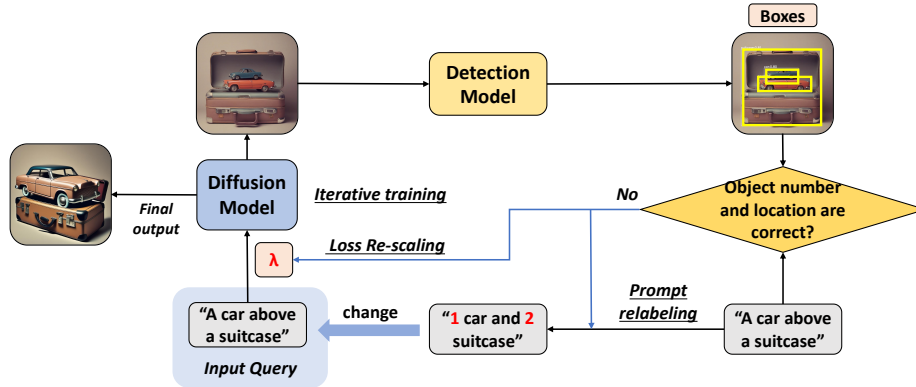 Boxes
Detection
Model
Diffusion
Model
Iterative training
No
Object number
and location are
correct?
Final
output
Loss Re-scaling
λ
Prompt
relabeling
“A car above
a suitcase”
change
“1 car and 2
suitcase”
“A car above
a suitcase”
Input Query